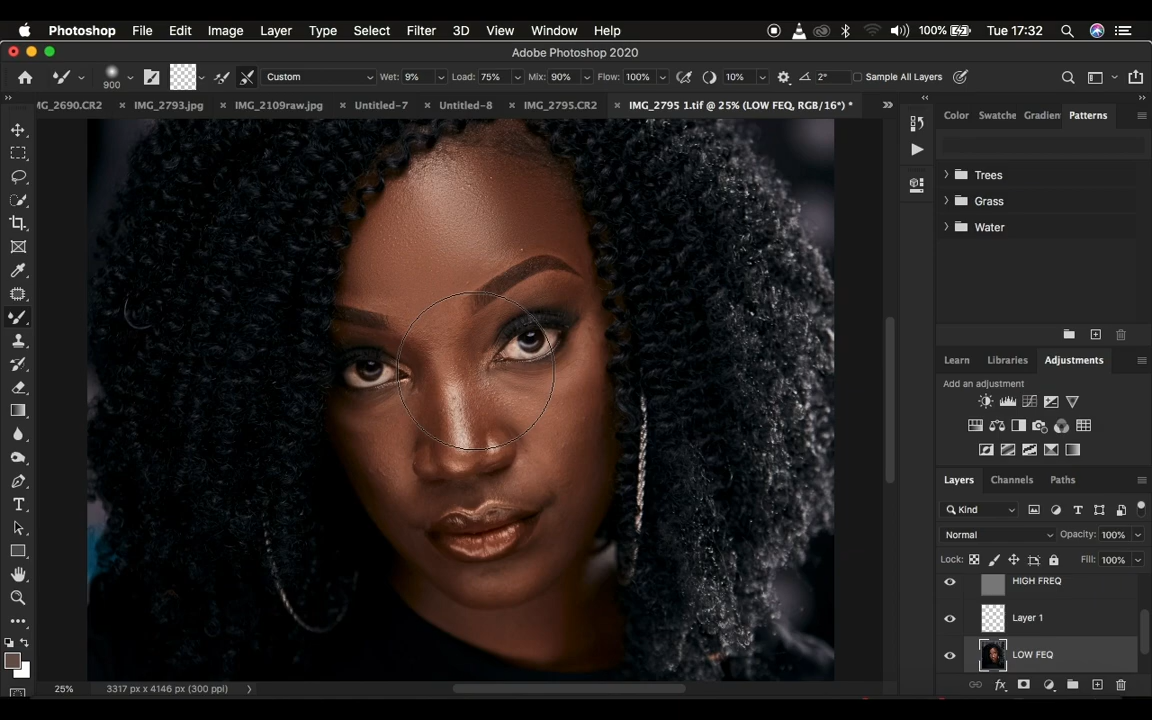 Photoshop File Edit Image Layer Type Select Filter 3D View Window Help 100% Tue 17:32
Adobe Photoshop 2020
900 Custom Wet: 9% Load: 75% Mix: 90% Flow: 100% 10% 2° Sample All Layers
MG_2690.CR2 × IMG_2793.jpg × IMG_2109raw.jpg × Untitled-7 × Untitled-8 × IMG_2795.CR2 × IMG_2795 1.tif @ 25% (LOW FEQ, RGB/16*) *
Color Swatche Gradien Patterns
Trees
Grass
Water
Learn Libraries Adjustments
Add an adjustment
Layers Channels Paths
Kind
Normal Opacity: 100%
Lock: Fill: 100%
HIGH FREQ
Layer 1
LOW FEQ
25% 3317 px x 4146 px (300 ppi)